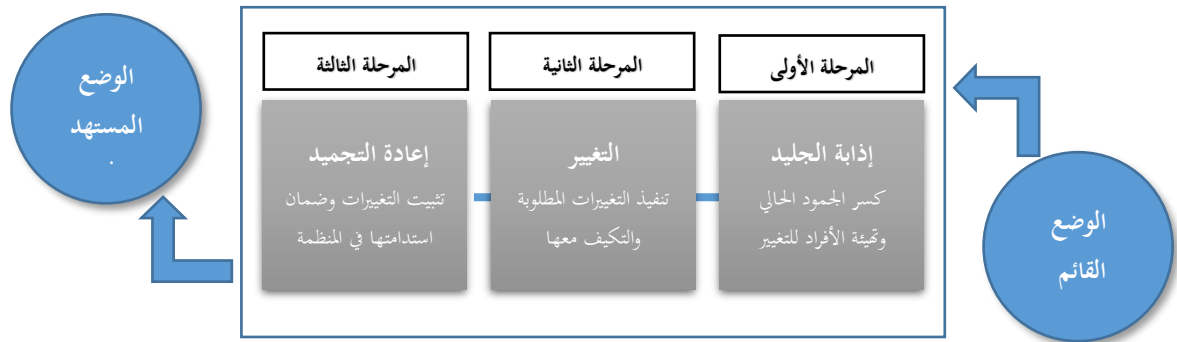 الوضع
القائم
المرحلة الأولى
إذابة الجليد
كسر الجمود الحالي
وتهيئة الأفراد للتغيير
المرحلة الثانية
التغيير
تنفيذ التغييرات المطلوبة
والتكيف معها
المرحلة الثالثة
إعادة التجميد
تثبيت التغييرات وضمان
استدامتها في المنظمة
الوضع
المستهد